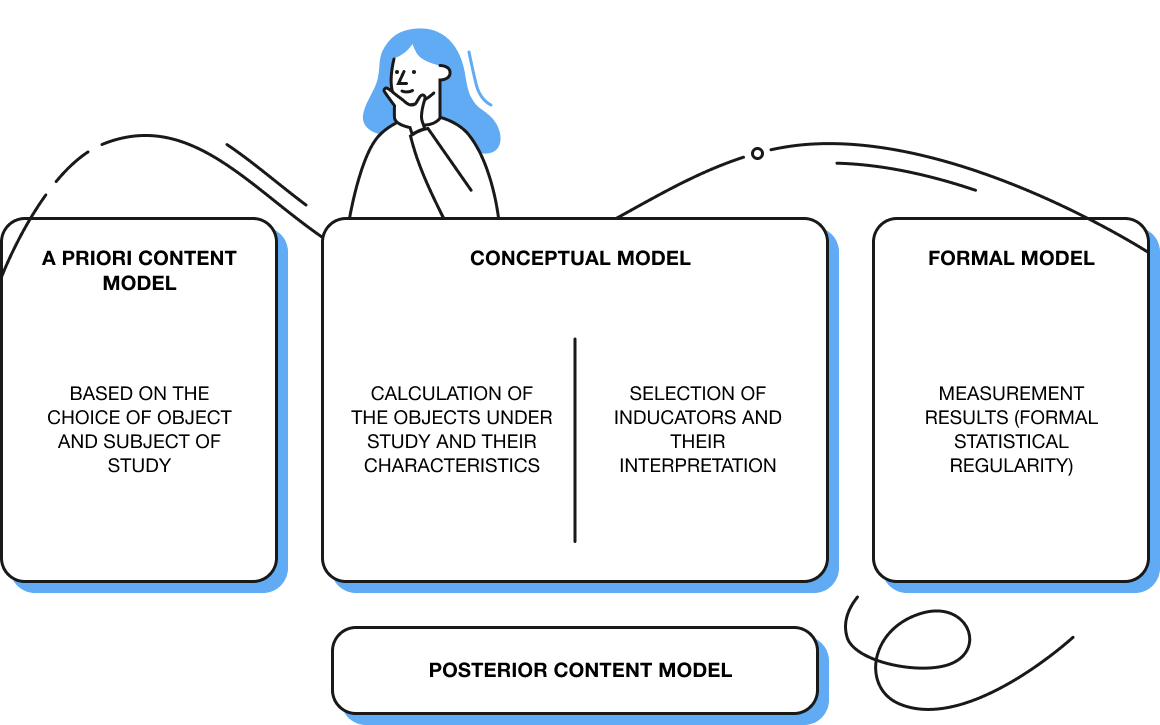 A PRIORI CONTENT
MODEL
BASED ON THE
CHOICE OF OBJECT
AND SUBJECT OF
STUDY
CONCEPTUAL MODEL
CALCULATION OF
THE OBJECTS UNDER
STUDY AND THEIR
CHARACTERISTICS
SELECTION OF
INDUCATORS AND
THEIR
INTERPRETATION
FORMAL MODEL
MEASUREMENT
RESULTS (FORMAL
STATISTICAL
REGULARITY)
POSTERIOR CONTENT MODEL